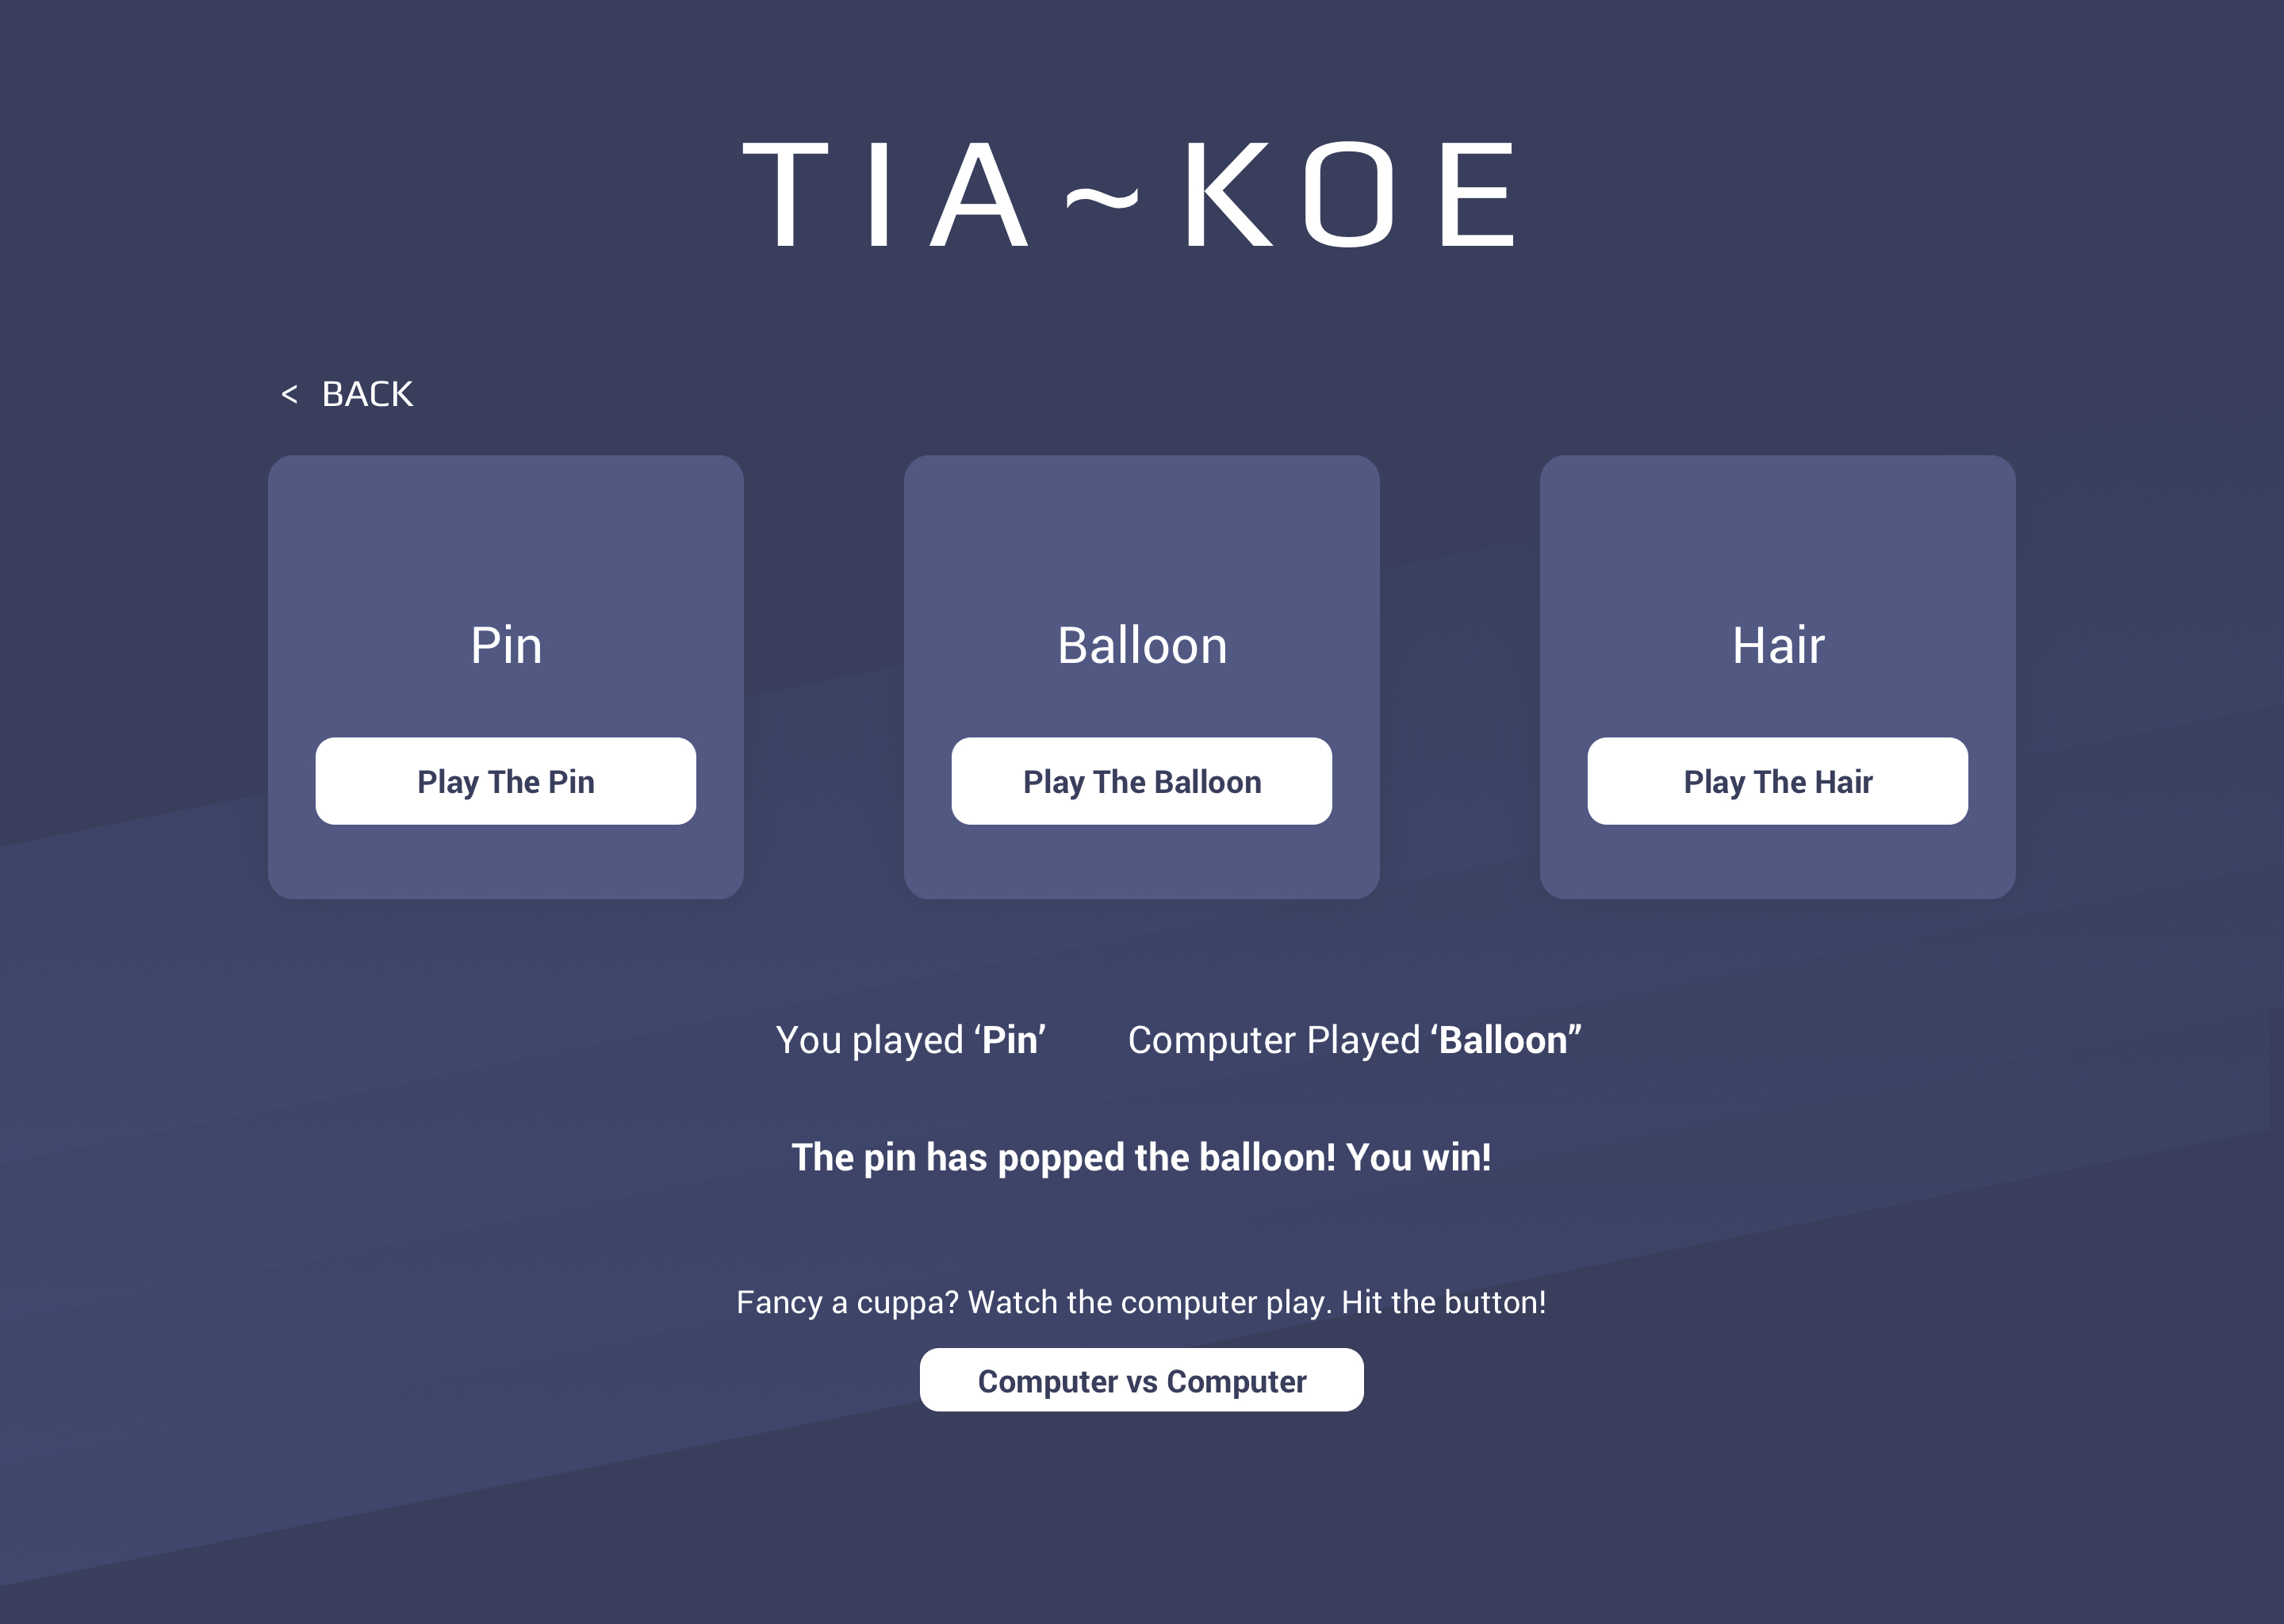 TIA~KOE
< BACK
Pin
Balloon
Hair
Play The Pin
Play The Balloon
Play The Hair
You played ‘Pin’ Computer Played ‘Balloon”
The pin has popped the balloon! You win!
Fancy a cuppa? Watch the computer play. Hit the button!
Computer vs Computer